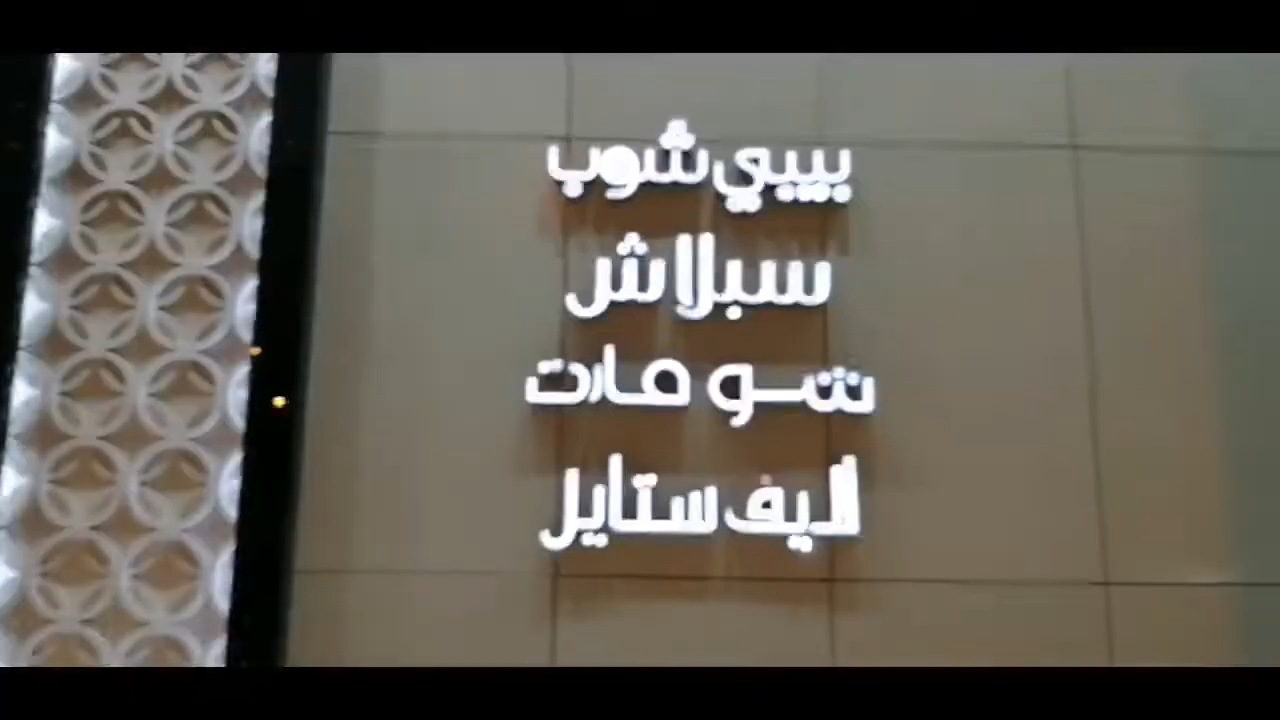 بيبي شوب
سبلاش
شو مارت
لايف ستايل